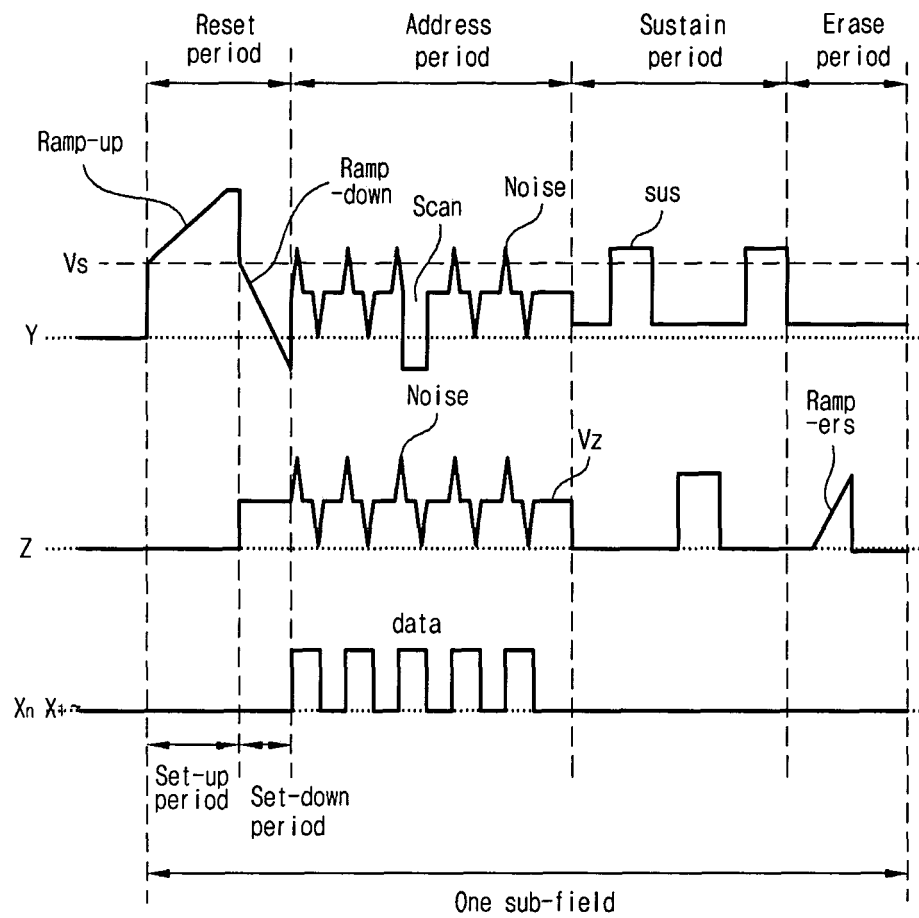 Reset
period
Address
period
Sustain
period
Erase
period
Ramp-up
Ramp
-down
Scan
Noise
sus
Vs
Y
Noise
Vz
Ramp
-ers
Z
data
Set-up
period
Set-down
period
One sub-field